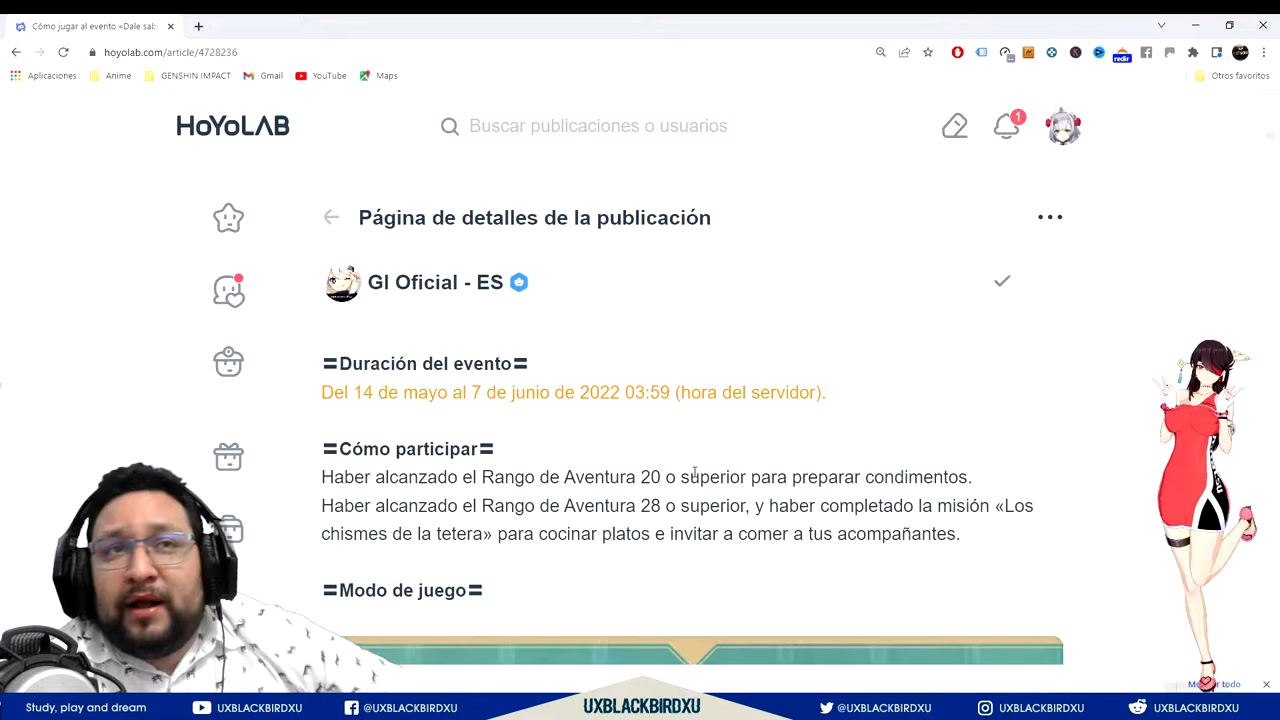 Cómo jugar al evento «Dale sab
hoyolab.com/article/4728236
redir
Aplicaciones
Anime
GENSHIN IMPACT
Gmail
YouTube
Maps
Otros favoritos
HoYoLAB
Buscar publicaciones o usuarios
1
Página de detalles de la publicación
GI Oficial - ES
〓Duración del evento〓
Del 14 de mayo al 7 de junio de 2022 03:59 (hora del servidor).
〓Cómo participar〓
Haber alcanzado el Rango de Aventura 20 o superior para preparar condimentos.
Haber alcanzado el Rango de Aventura 28 o superior, y haber completado la misión «Los
chismes de la tetera» para cocinar platos e invitar a comer a tus acompañantes.
〓Modo de juego〓
todo
Study, play and dream
UXBLACKBIRDXU
@UXBLACKBIRDXU
UXBLACKBIRDXU
@UXBLACKBIRDXU
UXBLACKBIRDXU
UXBLACKBIRDXU